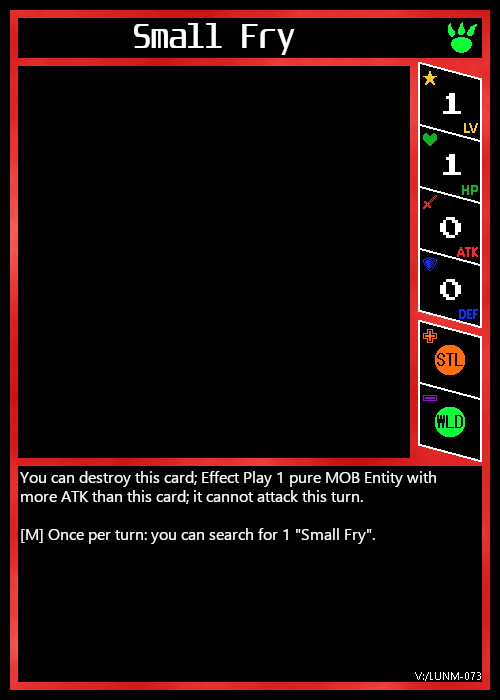 Small Fry
1
LV
1
HP
0
ATK
0
DEF
STL
WLD
You can destroy this card; Effect Play 1 pure MOB Entity with
more ATK than this card; it cannot attack this turn.
[M] Once per turn: you can search for 1 "Small Fry".
V:/LUNM-073